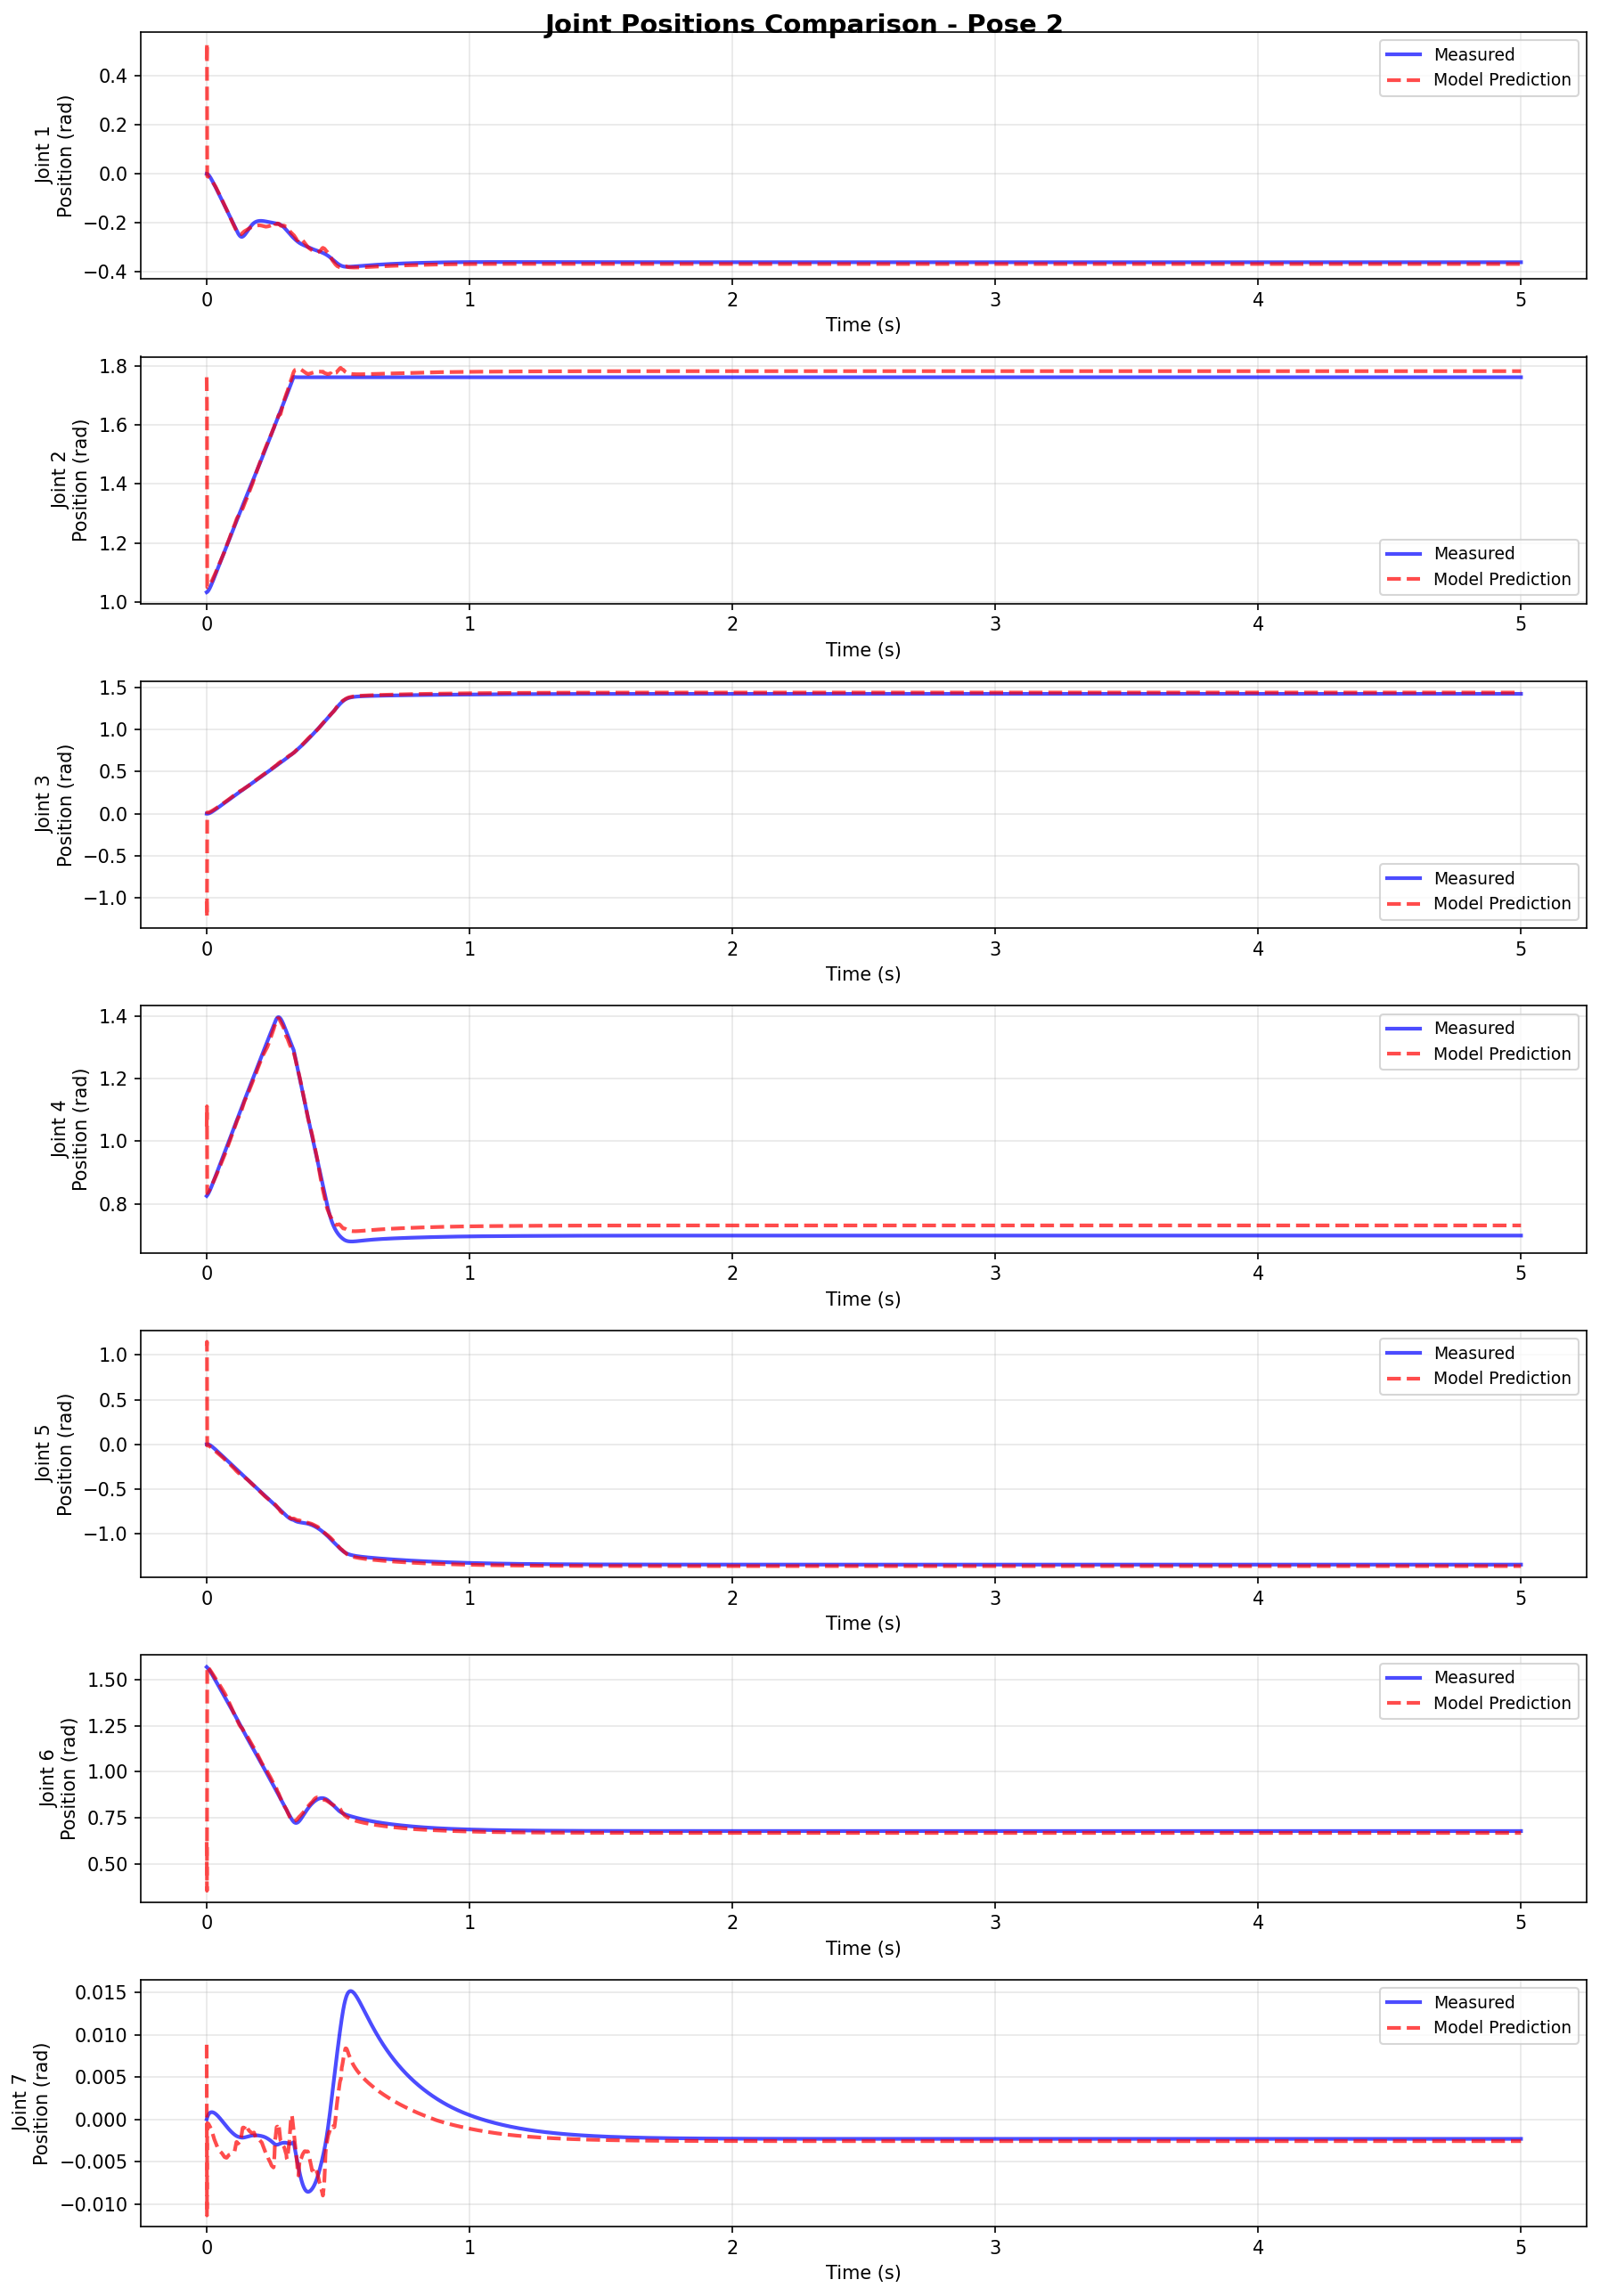 Joint Positions Comparison - Pose 2
Joint 1
Position (rad)
0.4
0.2
0.0
−0.2
−0.4
Measured
Model Prediction
0 1 2 3 4 5
Time (s)
Joint 2
Position (rad)
1.8
1.6
1.4
1.2
1.0
Measured
Model Prediction
0 1 2 3 4 5
Time (s)
Joint 3
Position (rad)
1.5
1.0
0.5
0.0
−0.5
−1.0
Measured
Model Prediction
0 1 2 3 4 5
Time (s)
Joint 4
Position (rad)
1.4
1.2
1.0
0.8
Measured
Model Prediction
0 1 2 3 4 5
Time (s)
Joint 5
Position (rad)
1.0
0.5
0.0
−0.5
−1.0
Measured
Model Prediction
0 1 2 3 4 5
Time (s)
Joint 6
Position (rad)
1.50
1.25
1.00
0.75
0.50
Measured
Model Prediction
0 1 2 3 4 5
Time (s)
Joint 7
Position (rad)
0.015
0.010
0.005
0.000
−0.005
−0.010
Measured
Model Prediction
0 1 2 3 4 5
Time (s)